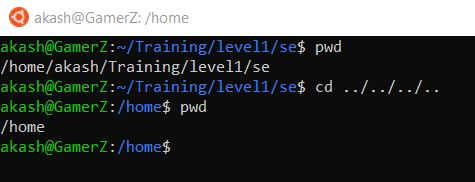 akash@GamerZ: /home
akash@GamerZ:~/Training/level1/se$ pwd
/home/akash/Training/level1/se
akash@GamerZ:~/Training/level1/se$ cd ../../../..
akash@GamerZ:/home$ pwd
/home
akash@GamerZ:/home$